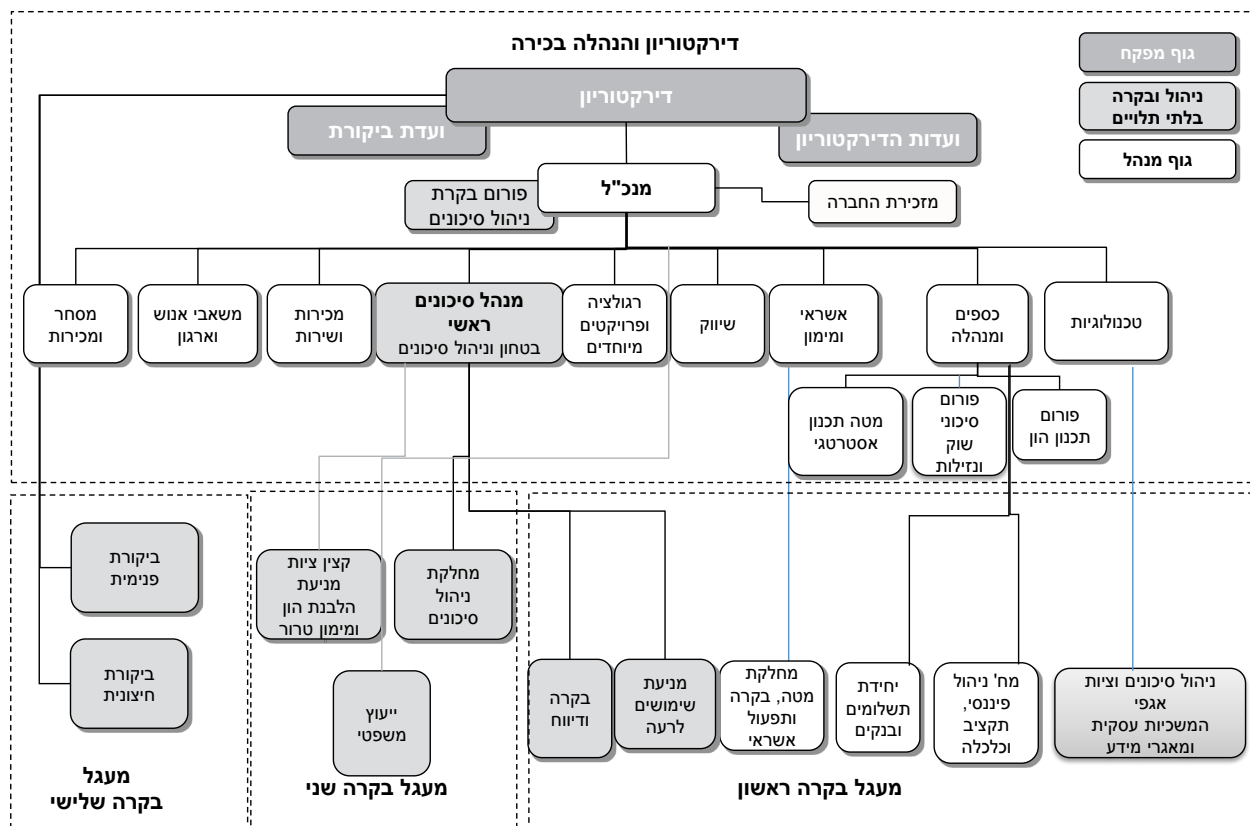 דירקטוריון והנהלה בכירה
גוף מפקח
ניהול ובקרה
בלתי תלויים
גוף מנהל
דירקטוריון
ועדת ביקורת
ועדות הדירקטוריון
מנכ"ל
פורום בקרת
ניהול סיכונים
מזכירת החברה
טכנולוגיות
כספים
ומנהלה
אשראי
ומימון
שיווק
רגולציה
ופרויקטים
מיוחדים
מנהל סיכונים
ראשי
בטחון וניהול סיכונים
מכירות
ושירות
משאבי אנוש
וארגון
מסחר
ומכירות
פורום
תכנון הון
פורום
סיכוני
שוק
ונזילות
מטה תכנון
אסטרטגי
ניהול סיכונים וציות
אגפי
המשכיות עסקית
ומאגרי מידע
מח' ניהול
פיננסי,
תקציב
וכלכלה
יחידת
תשלומים
ובנקים
מחלקת
מטה, בקרה
ותפעול
אשראי
מניעת
שימושים
לרעה
בקרה
ודיווח
מעגל בקרה ראשון
מחלקת
ניהול
סיכונים
קצין ציות
מניעת
הלבנת הון
ומימון טרור
ייעוץ
משפטי
מעגל בקרה שני
ביקורת
פנימית
ביקורת
חיצונית
מעגל
בקרה שלישי